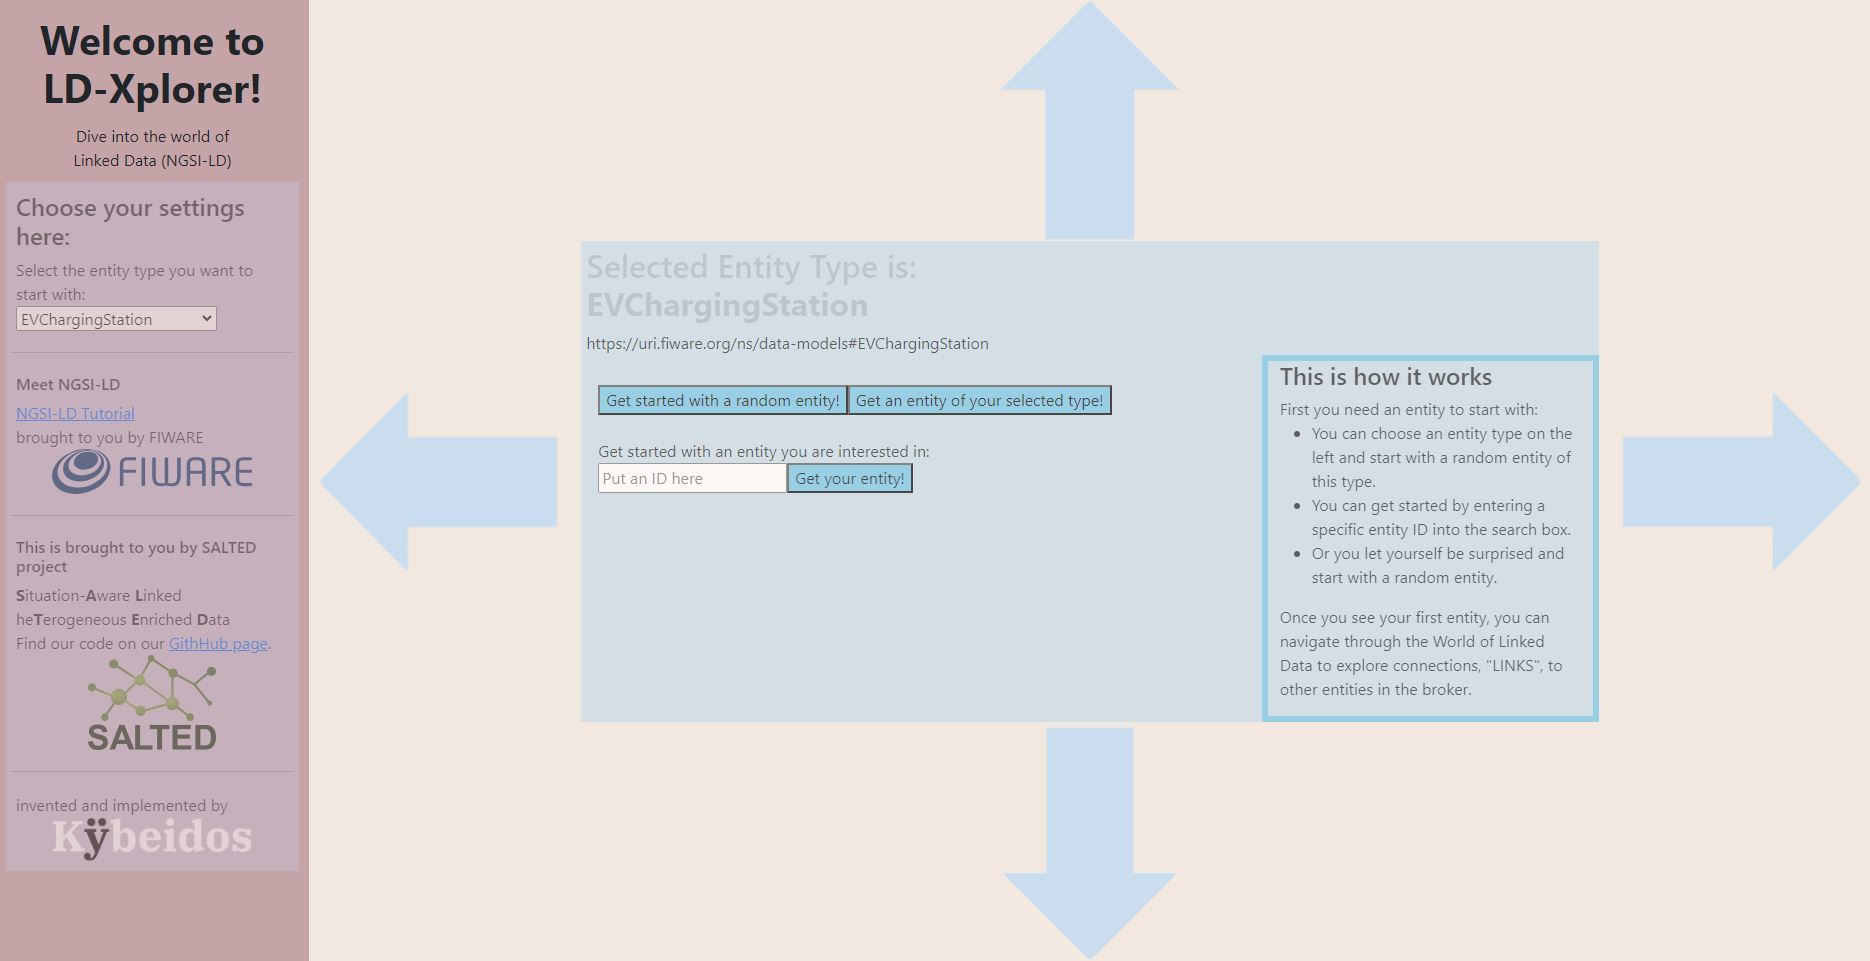 Welcome to
LD-Xplorer!
Dive into the world of
Linked Data (NGSI-LD)
Choose your settings
here:
Select the entity type you want to
start with:
EVChargingStation
Meet NGSI-LD
NGSI-LD Tutorial
brought to you by FIWARE
FIWARE
This is brought to you by SALTED
project
Situation-Aware Linked
heTerogeneous Enriched Data
Find our code on our GithHub page.
SALTED
invented and implemented by
Kÿbeidos
Selected Entity Type is:
EVChargingStation
https://uri.fiware.org/ns/data-models#EVChargingStation
Get started with a random entity! Get an entity of your selected type!
Get started with an entity you are interested in:
Put an ID here Get your entity!
This is how it works
First you need an entity to start with:
• You can choose an entity type on the
left and start with a random entity of
this type.
• You can get started by entering a
specific entity ID into the search box.
• Or you let yourself be surprised and
start with a random entity.
Once you see your first entity, you can
navigate through the World of Linked
Data to explore connections, "LINKS", to
other entities in the broker.